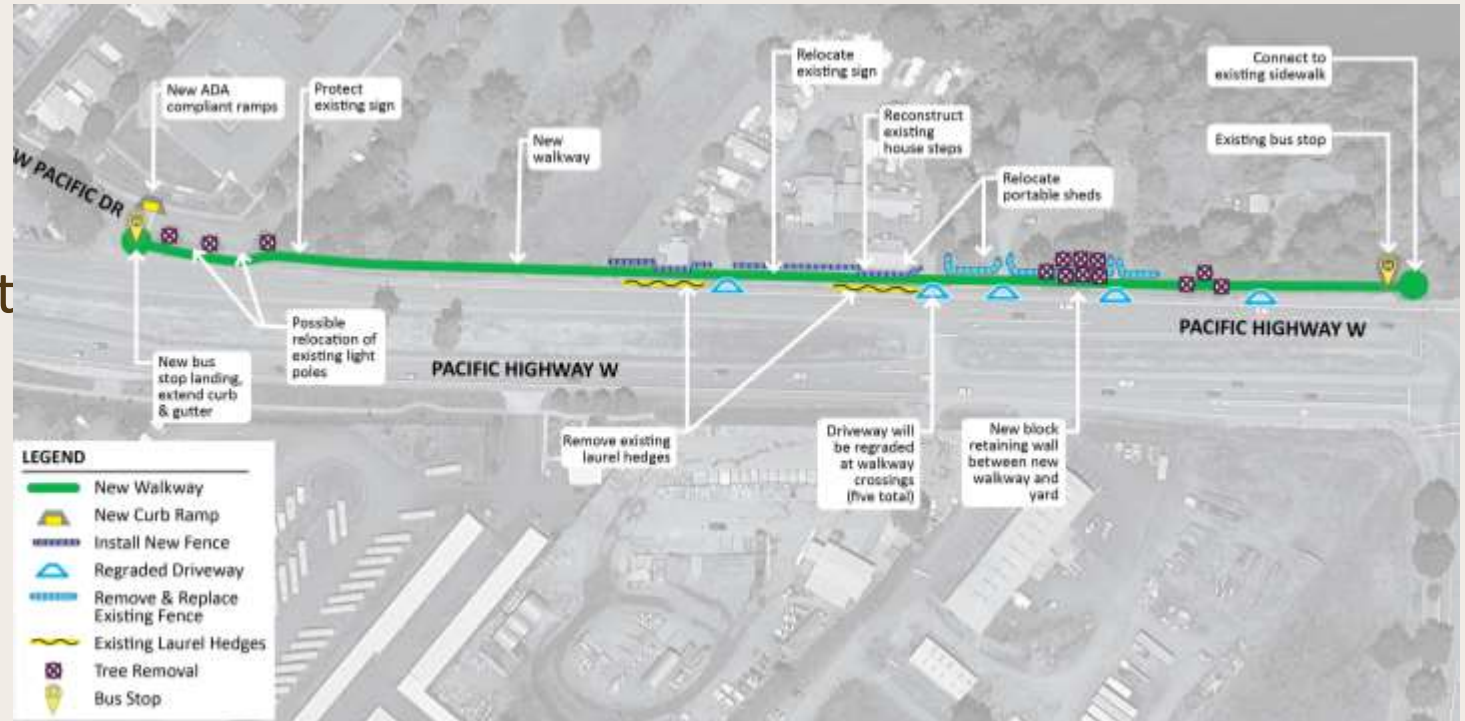 New ADA
compliant ramps
Protect
existing sign
New
walkway
Relocate
existing sign
Reconstruct
existing
house steps
Relocate
portable sheds
Connect to
existing sidewalk
Existing bus stop
W PACIFIC DR
t
New bus
stop landing,
extend curb
& gutter
Possible
relocation of
existing light
poles
PACIFIC HIGHWAY W
PACIFIC HIGHWAY W
Remove existing
laurel hedges
Driveway will
be regraded
at walkway
crossings
(five total)
New block
retaining wall
between new
walkway and
yard
LEGEND
New Walkway
New Curb Ramp
Install New Fence
Regraded Driveway
Remove & Replace
Existing Fence
Existing Laurel Hedges
Tree Removal
Bus Stop